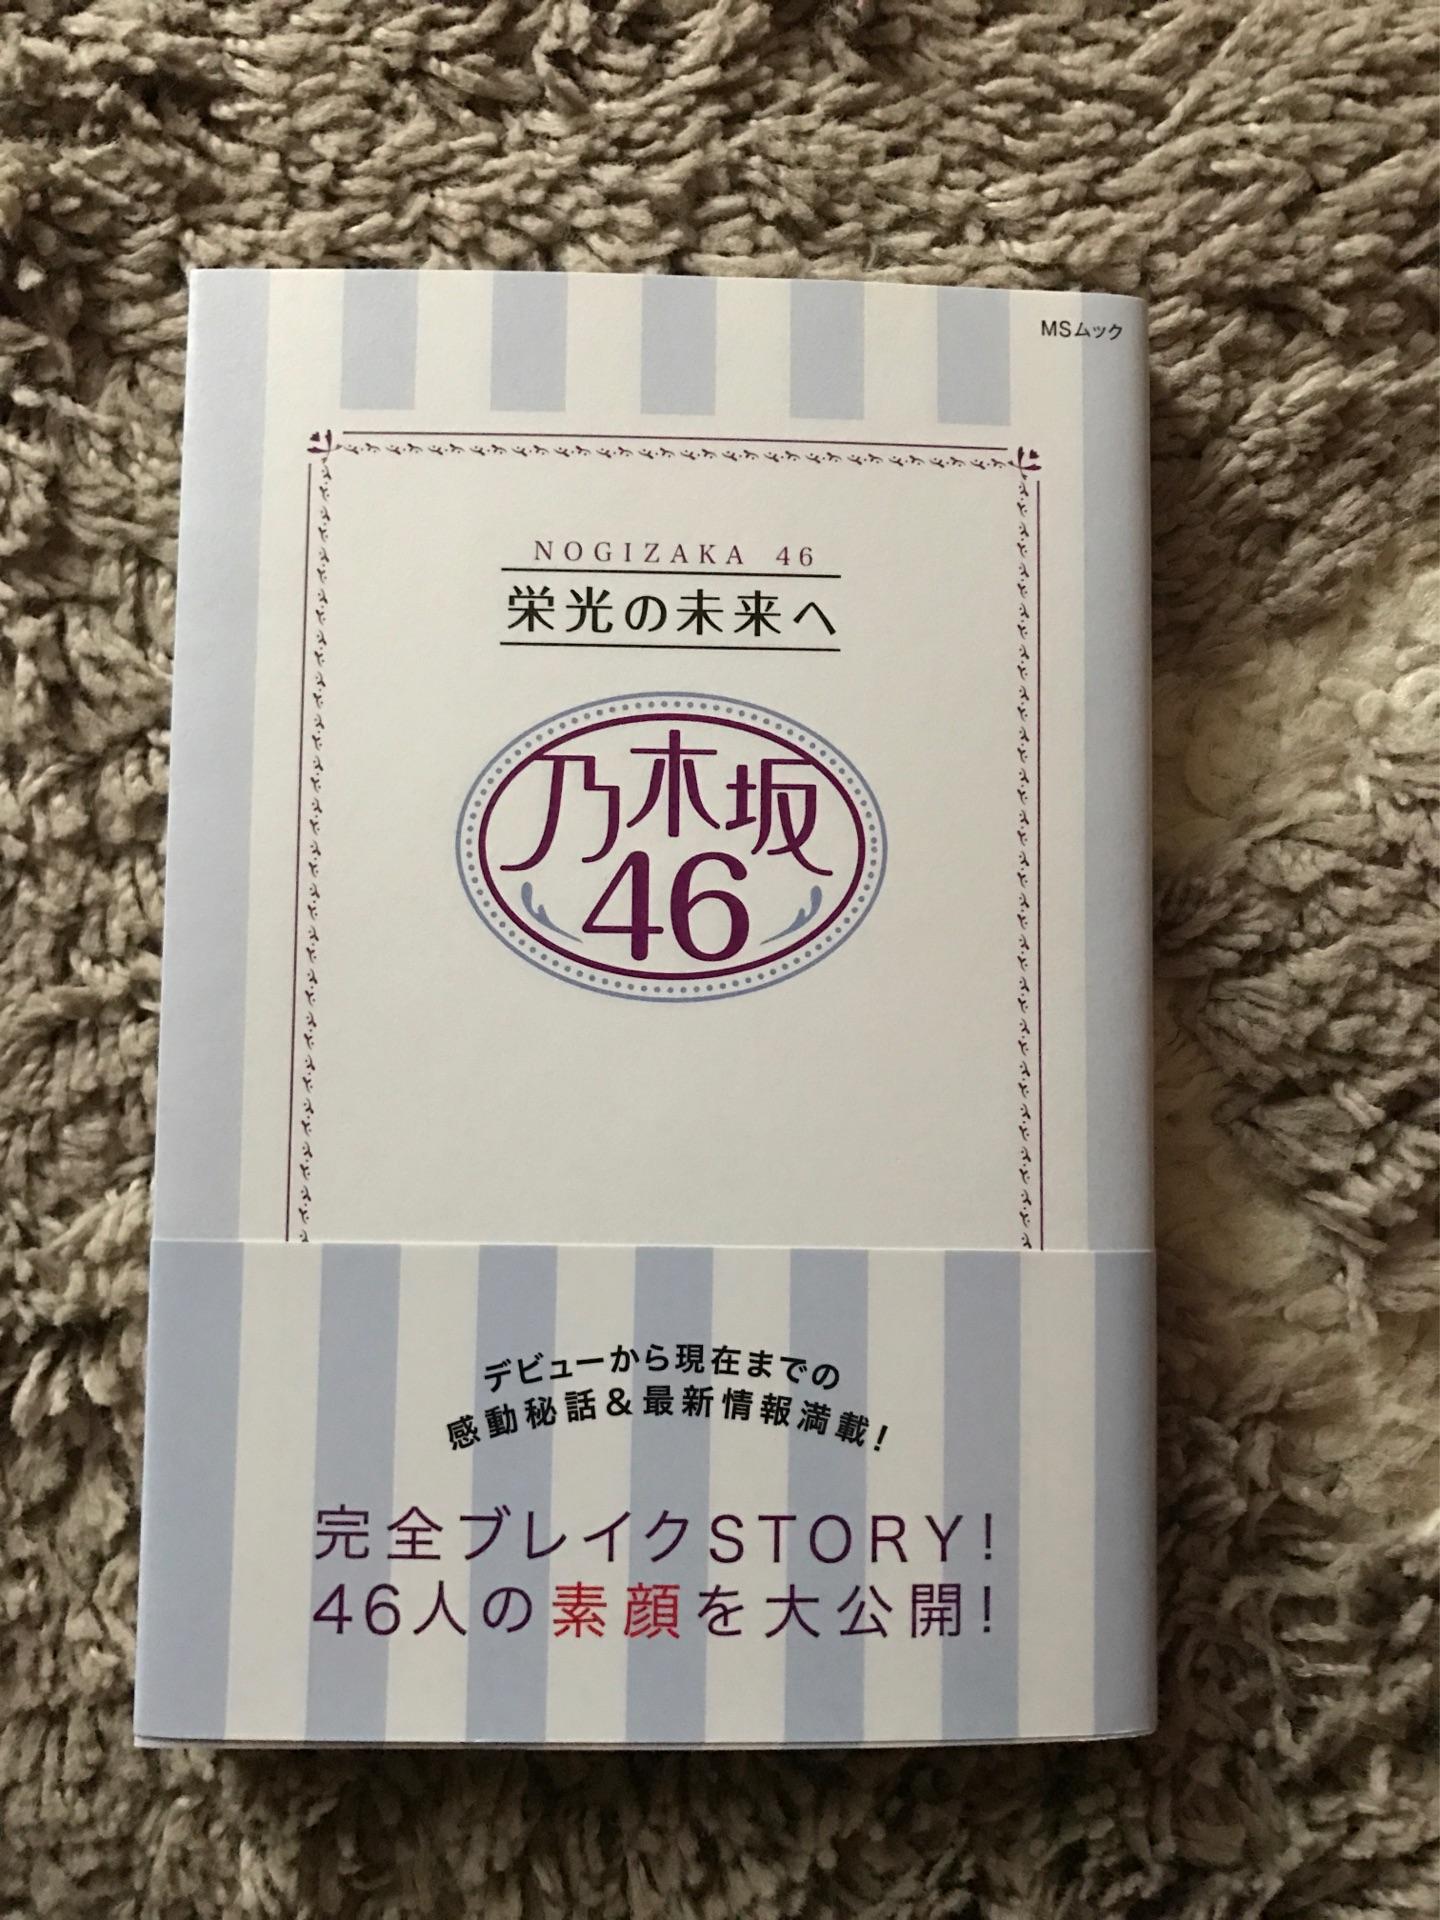 MSムック
NOGIZAKA 46
栄光の未来へ
乃木坂
46
デビューから現在までの
感動秘話&最新情報満載!
完全ブレイクSTORY!
46人の素顔を大公開!